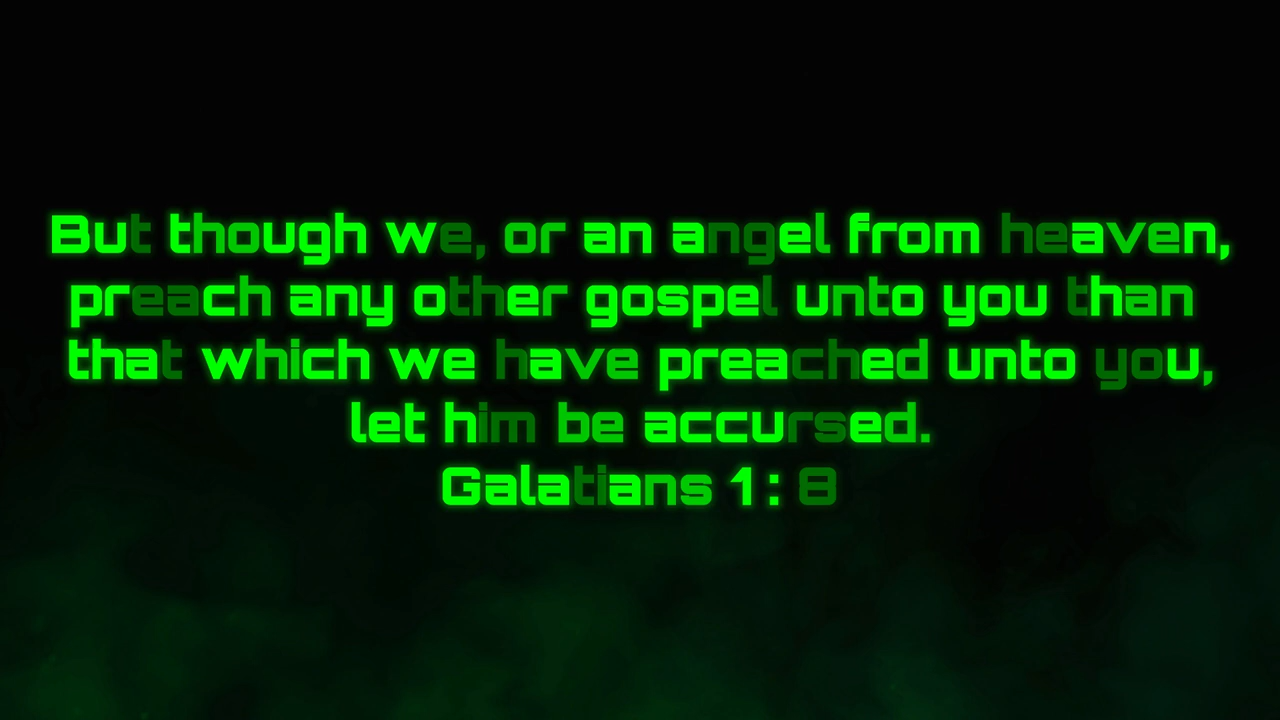 But though we, or an angel from heaven,
preach any other gospel unto you than
that which we have preached unto you,
let him be accursed.
Galatians 1: 8